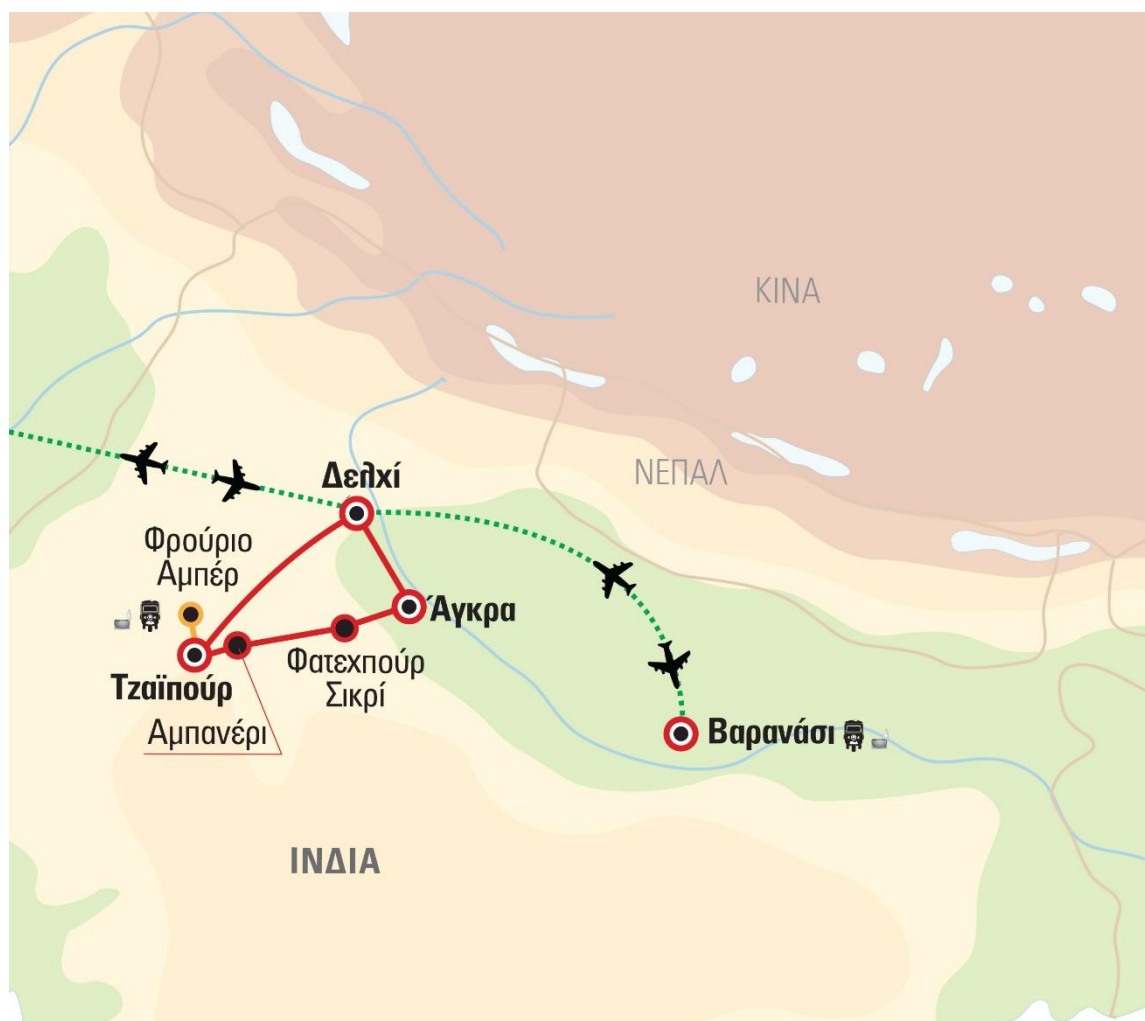 ΚΙΝΑ
ΝΕΠΑΛ
Δελχί
Φρούριο
Αμπέρ
Άγκρα
Φατεχπούρ
Σικρί
Τζαϊπούρ
Αμπανέρι
Βαρανάσι
ΙΝΔΙΑ